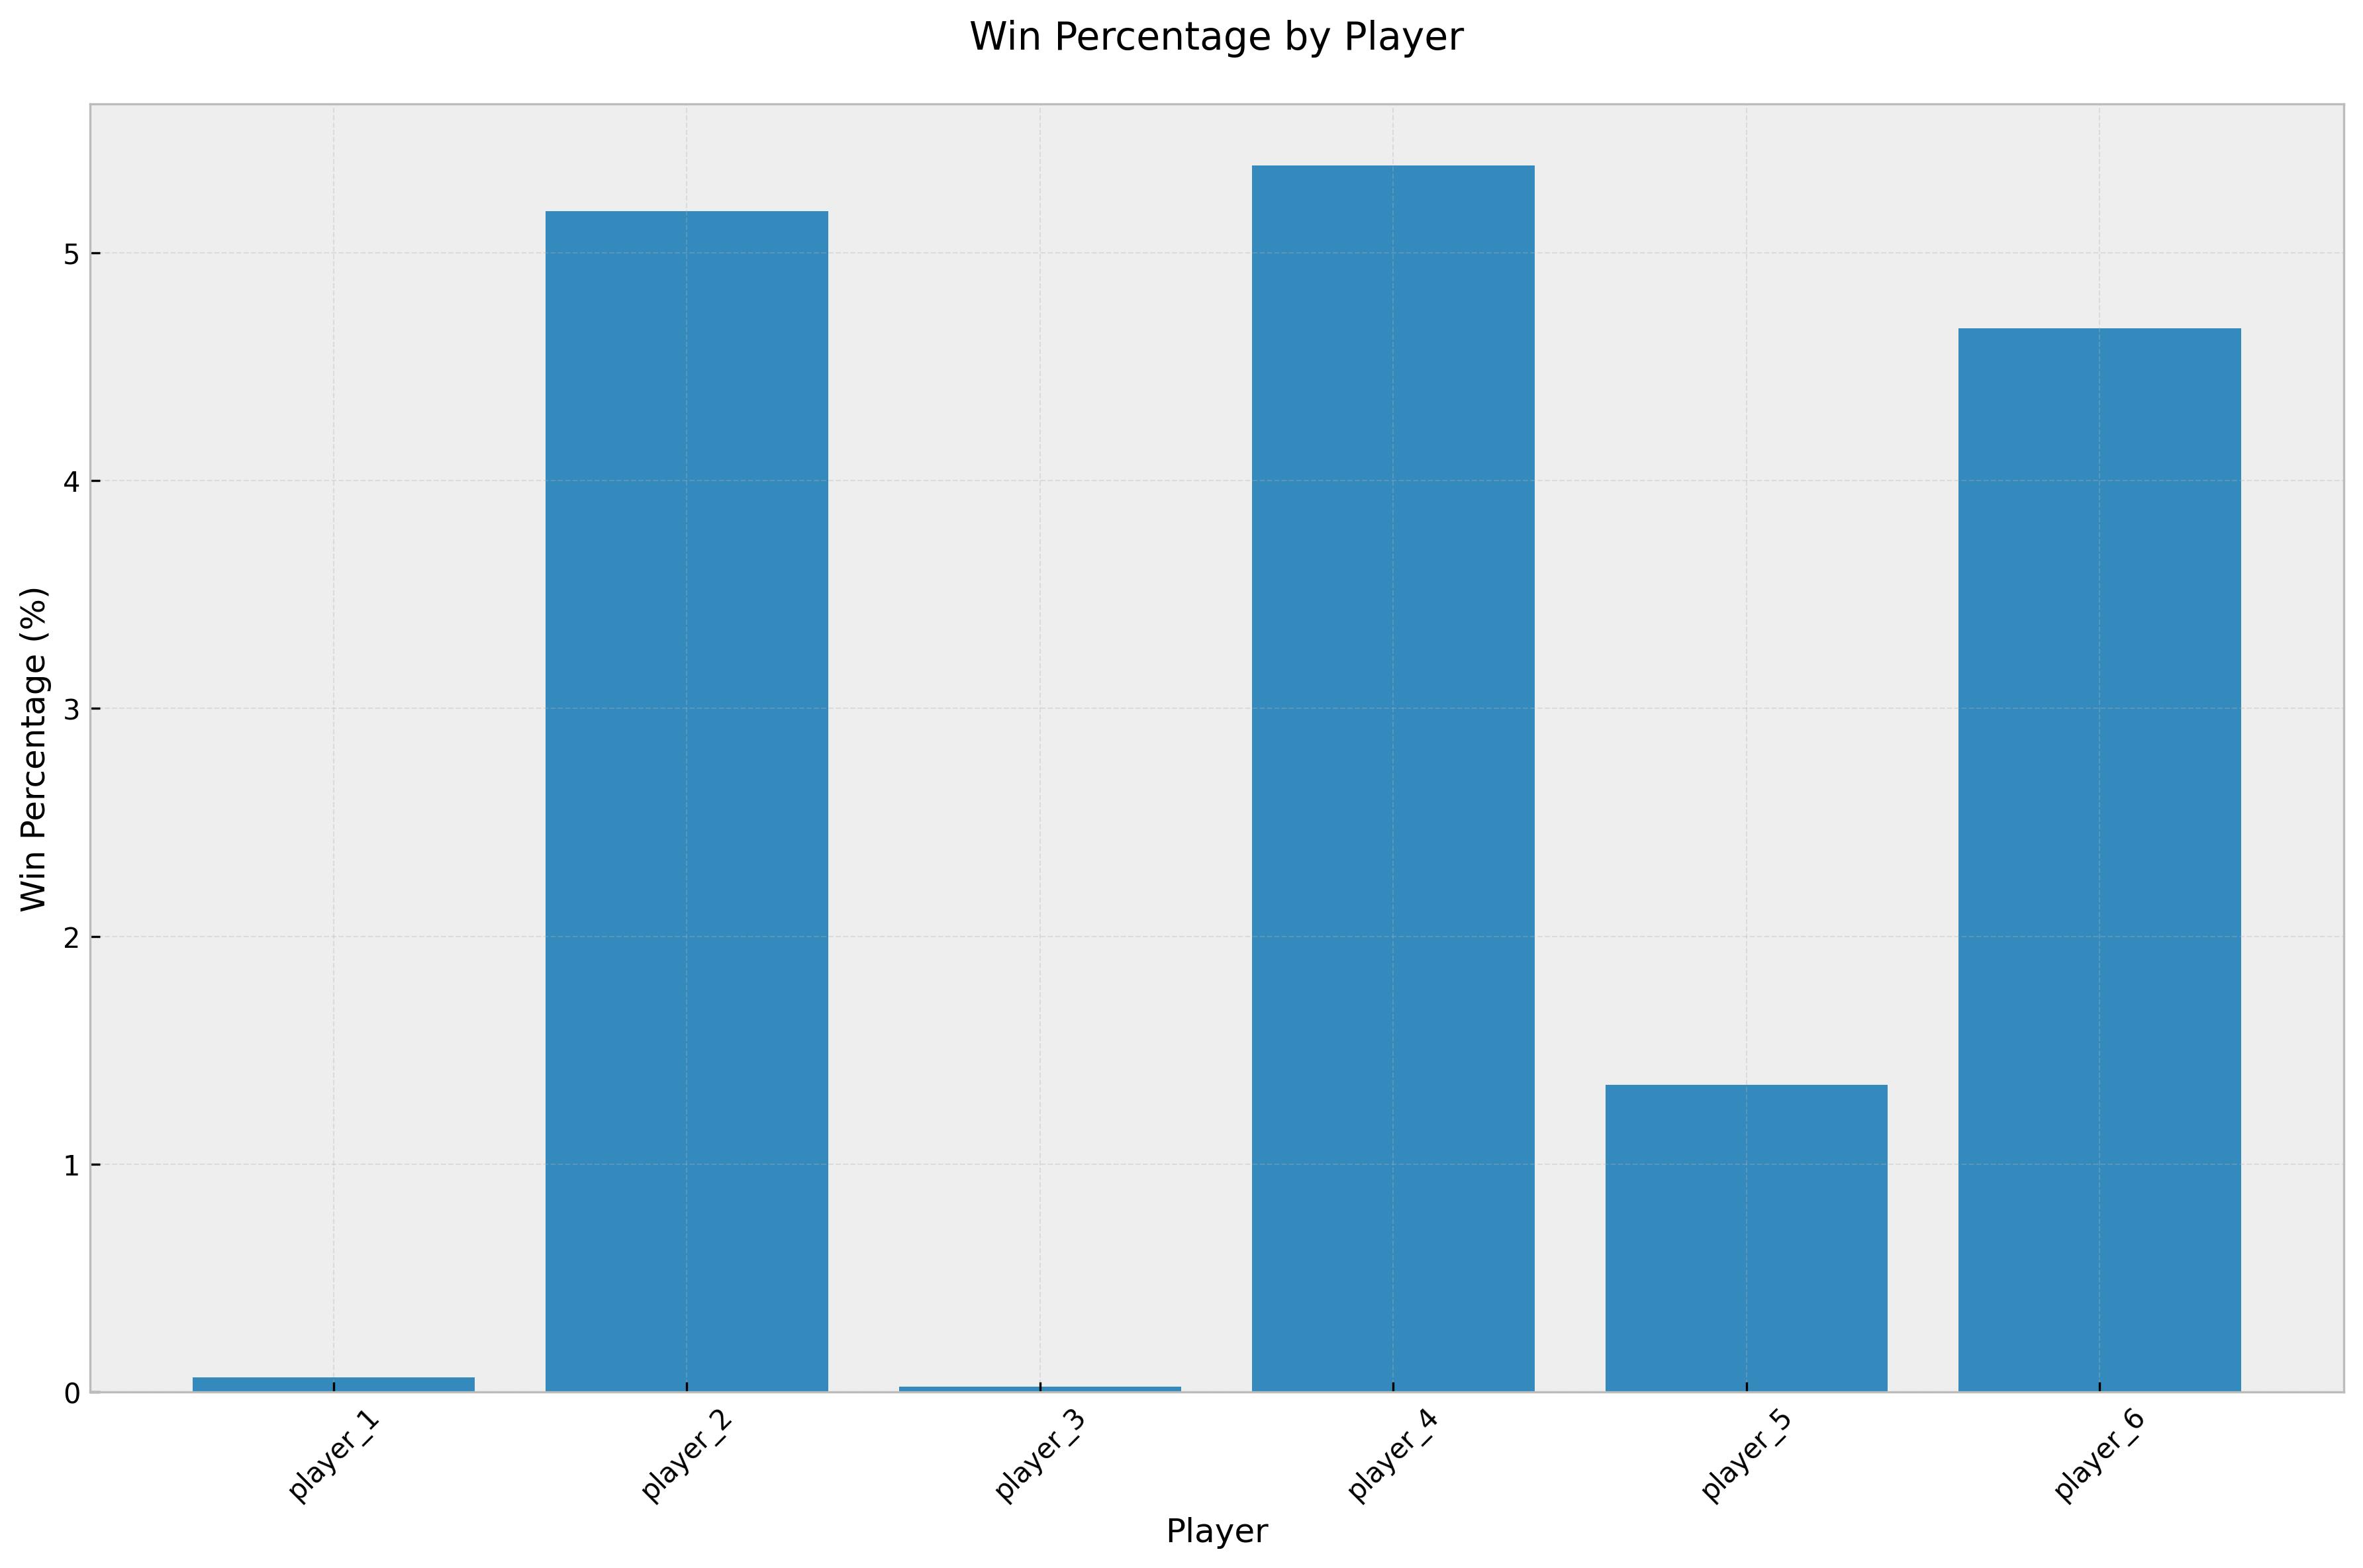 Win Percentage by Player
Win Percentage (%)
5
4
3
2
1
0
player_1
player_2
player_3
player_4
player_5
player_6
Player